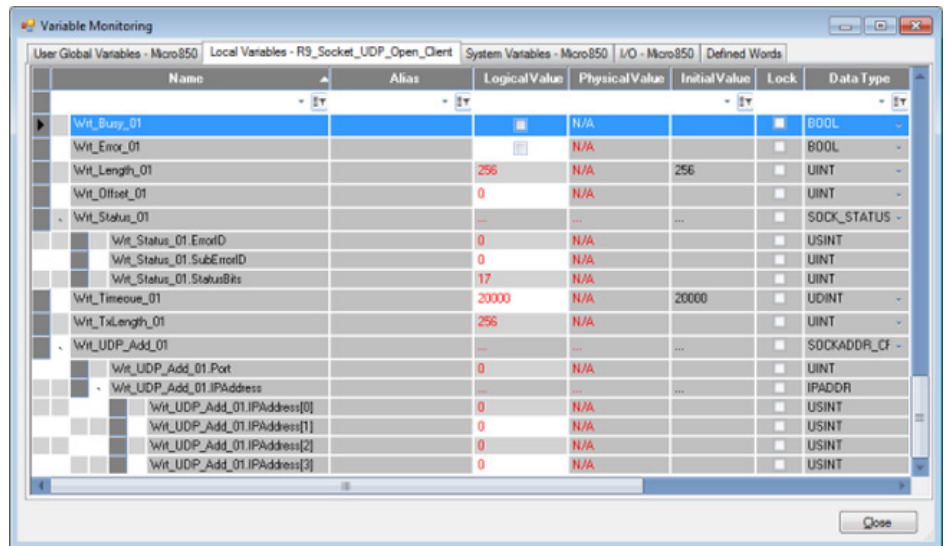 Variable Monitoring
User Global Variables - Micro850 Local Variables - R9_Socket_UDP_Open_Client System Variables - Micro850 I/O - Micro850 Defined Words
Name Alias Logical Value Physical Value Initial Value Lock Data Type
Wrt_Busy_01 N/A BOOL
Wrt_Error_01 N/A BOOL
Wrt_Length_01 256 N/A 256 UINT
Wrt_Offset_01 0 N/A UINT
Wrt_Status_01 ... ... ... SOCK_STATUS
Wrt_Status_01.ErrorID 0 N/A USINT
Wrt_Status_01.SubErrorID 0 N/A UINT
Wrt_Status_01.StatusBits 17 N/A UINT
Wrt_Timeoue_01 20000 N/A 20000 UDINT
Wrt_TxLength_01 256 N/A UINT
Wrt_UDP_Add_01 ... ... ... SOCKADDR_CF
Wrt_UDP_Add_01.Port 0 N/A UINT
Wrt_UDP_Add_01.IPAddress ... ... ... IPADDR
Wrt_UDP_Add_01.IPAddress[0] 0 N/A USINT
Wrt_UDP_Add_01.IPAddress[1] 0 N/A USINT
Wrt_UDP_Add_01.IPAddress[2] 0 N/A USINT
Wrt_UDP_Add_01.IPAddress[3] 0 N/A USINT
Close